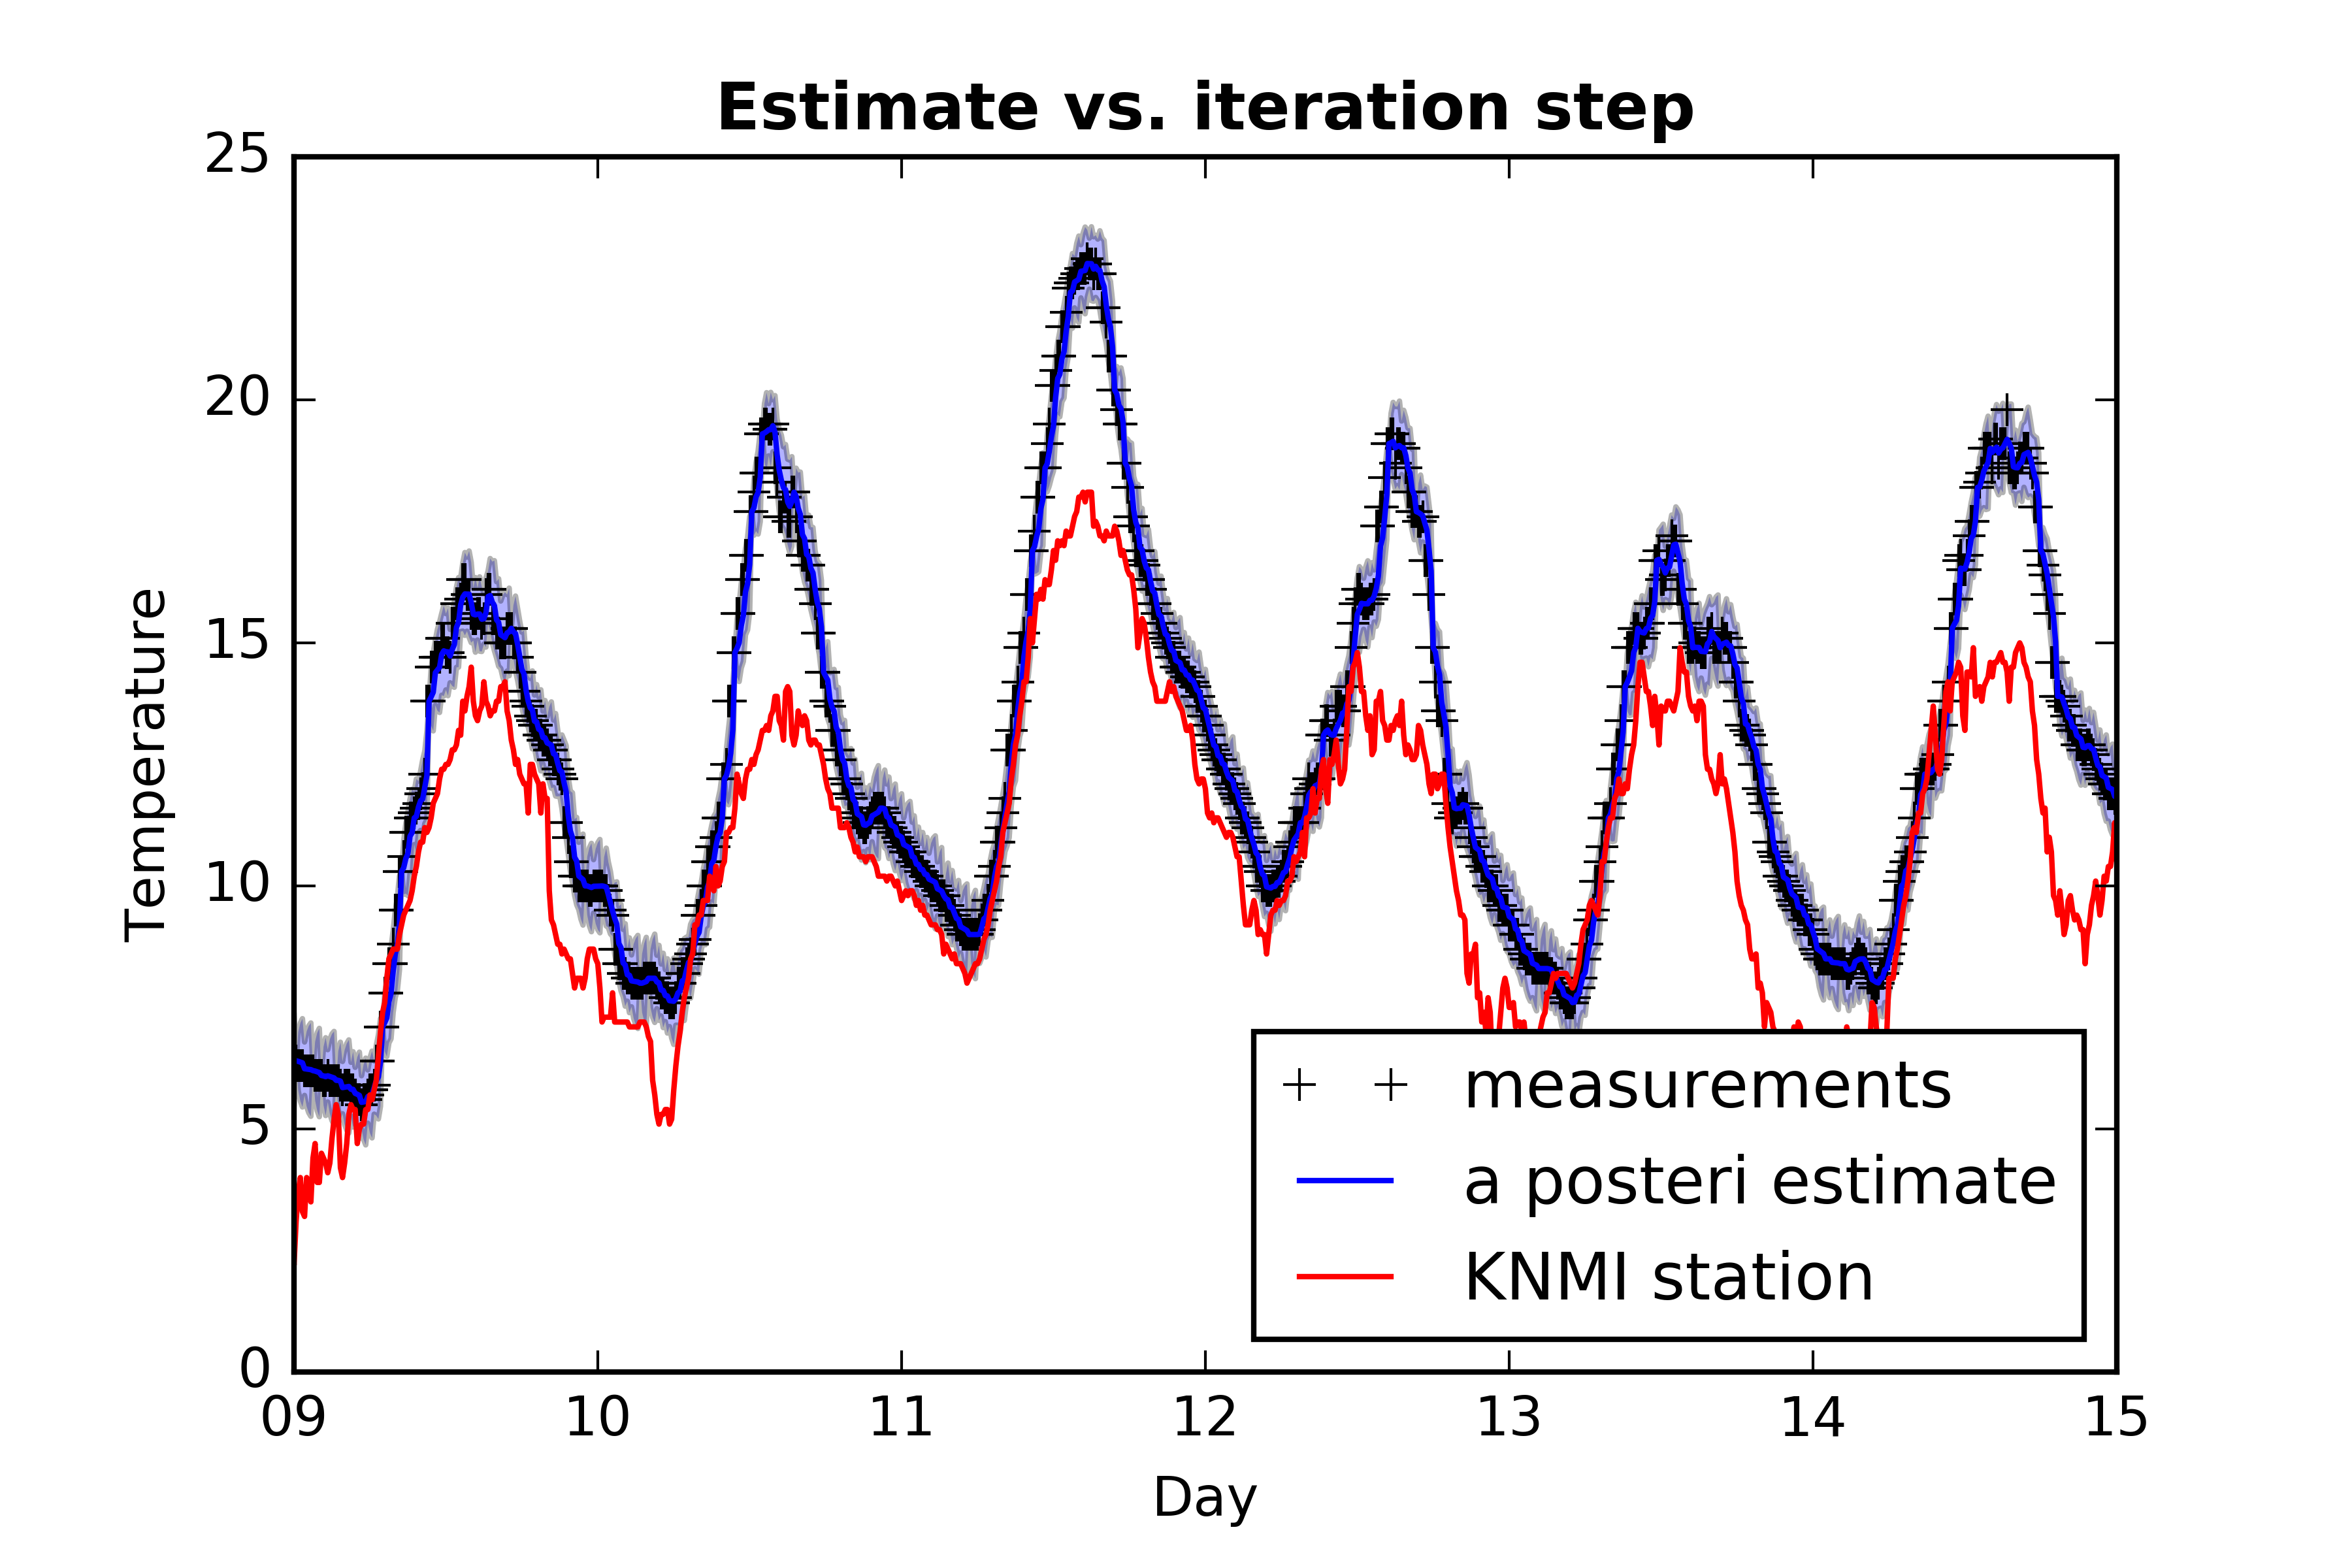 Estimate vs. iteration step
25
20
15
10
5
0
Temperature
09 10 11 12 13 14 15
Day
measurements
a posteri estimate
KNMI station